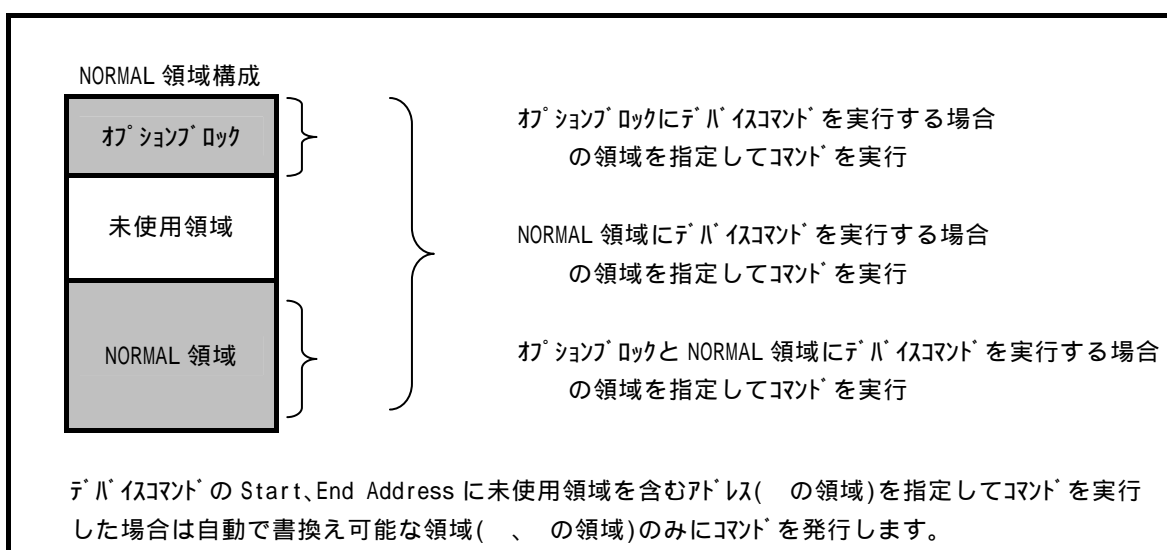 NORMAL 領域構成
ｵﾌﾟｼｮﾝﾌﾞﾛｯｸ
未使用領域
NORMAL 領域
ｵﾌﾟｼｮﾝﾌﾞﾛｯｸにﾃﾞﾊﾞｲｽｺﾏﾝﾄﾞを実行する場合
の領域を指定してｺﾏﾝﾄﾞを実行
NORMAL 領域にﾃﾞﾊﾞｲｽｺﾏﾝﾄﾞを実行する場合
の領域を指定してｺﾏﾝﾄﾞを実行
ｵﾌﾟｼｮﾝﾌﾞﾛｯｸと NORMAL 領域にﾃﾞﾊﾞｲｽｺﾏﾝﾄﾞを実行する場合
の領域を指定してｺﾏﾝﾄﾞを実行
ﾃﾞﾊﾞｲｽｺﾏﾝﾄﾞの Start､End Address に未使用領域を含むｱﾄﾞﾚｽ(　の領域)を指定してｺﾏﾝﾄﾞを実行
した場合は自動で書換え可能な領域(　、　の領域)のみにｺﾏﾝﾄﾞを発行します。